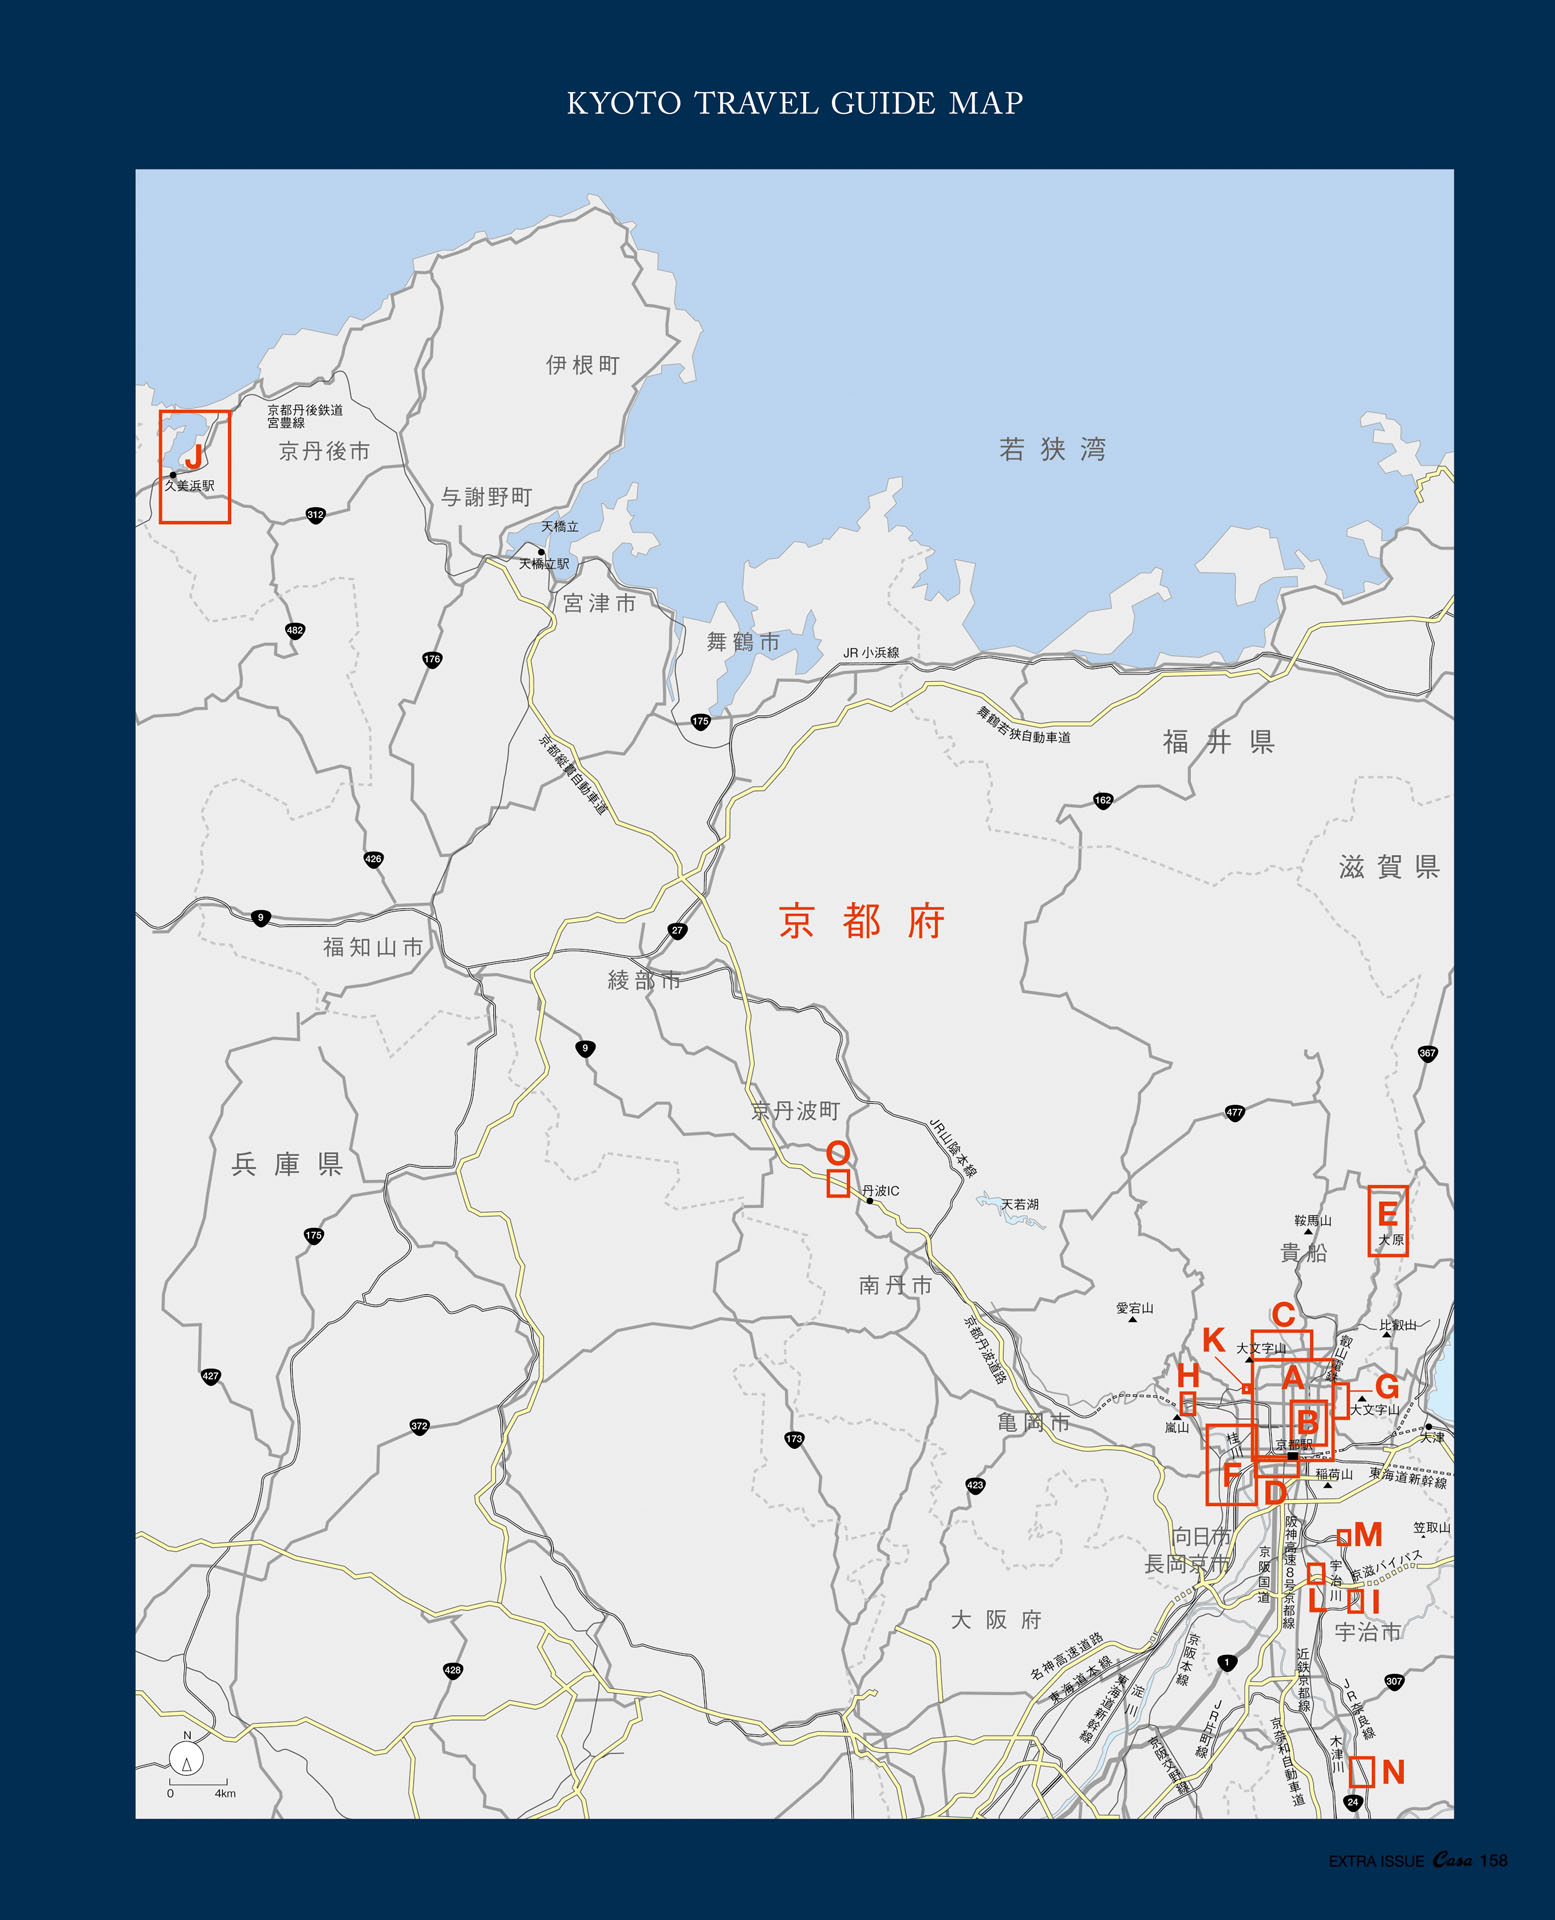 KYOTO TRAVEL GUIDE MAP
伊根町
京都丹後鉄道
宮豊線
京丹後市
若狭湾
J
久美浜駅
与謝野町
312
天橋立
天橋立駅
宮津市
482
舞鶴市
JR 小浜線
176
175
舞鶴若狭自動車道
福井県
京都縦貫自動車道
162
426
滋賀県
9
京都府
27
福知山市
綾部市
9
367
京丹波町
477
JR山陰本線
兵庫県
O
丹波IC
天若湖
E
大原
鞍馬山
貴船
175
南丹市
愛宕山
C
比叡山
叡山電鉄
京都丹波道路
K
大文字山
H
A
G
大文字山
427
372
亀岡市
嵐山
B
173
桂川
京都駅
大津
F
D
稲荷山
東海道新幹線
423
向日市
長岡京市
阪神高速8号京都線
京阪国道
M
笠取山
京滋バイパス
宇治川
L
I
宇治市
大阪府
名神高速道路
東海道本線
東海道新幹線
淀川
京阪本線
1
近鉄京都線
JR奈良線
307
428
JR片町線
京阪交野線
京奈和自動車道
木津川
N
24
N
0 4km
EXTRA ISSUE Casa 158